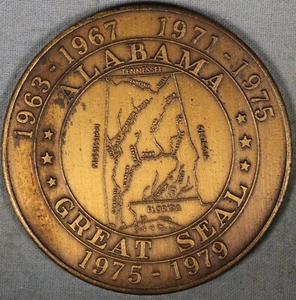 1963 - 1967 1971 - 1975
ALABAMA
TENNESSEE
MISSISSIPPI
GEORGIA
FLORIDA
GREAT SEAL
1975 - 1979